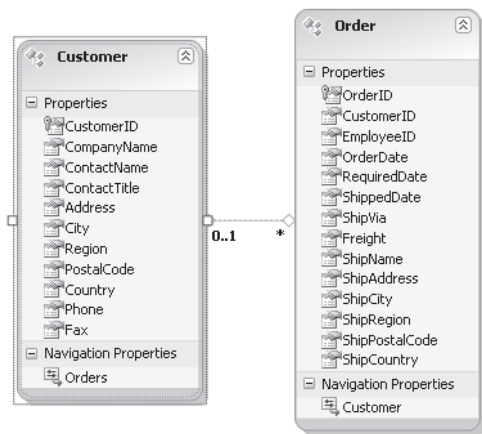 Customer
Properties
CustomerID
CompanyName
ContactName
ContactTitle
Address
City
Region
PostalCode
Country
Phone
Fax
Navigation Properties
Orders
0..1
*
Order
Properties
OrderID
CustomerID
EmployeeID
OrderDate
RequiredDate
ShippedDate
ShipVia
Freight
ShipName
ShipAddress
ShipCity
ShipRegion
ShipPostalCode
ShipCountry
Navigation Properties
Customer